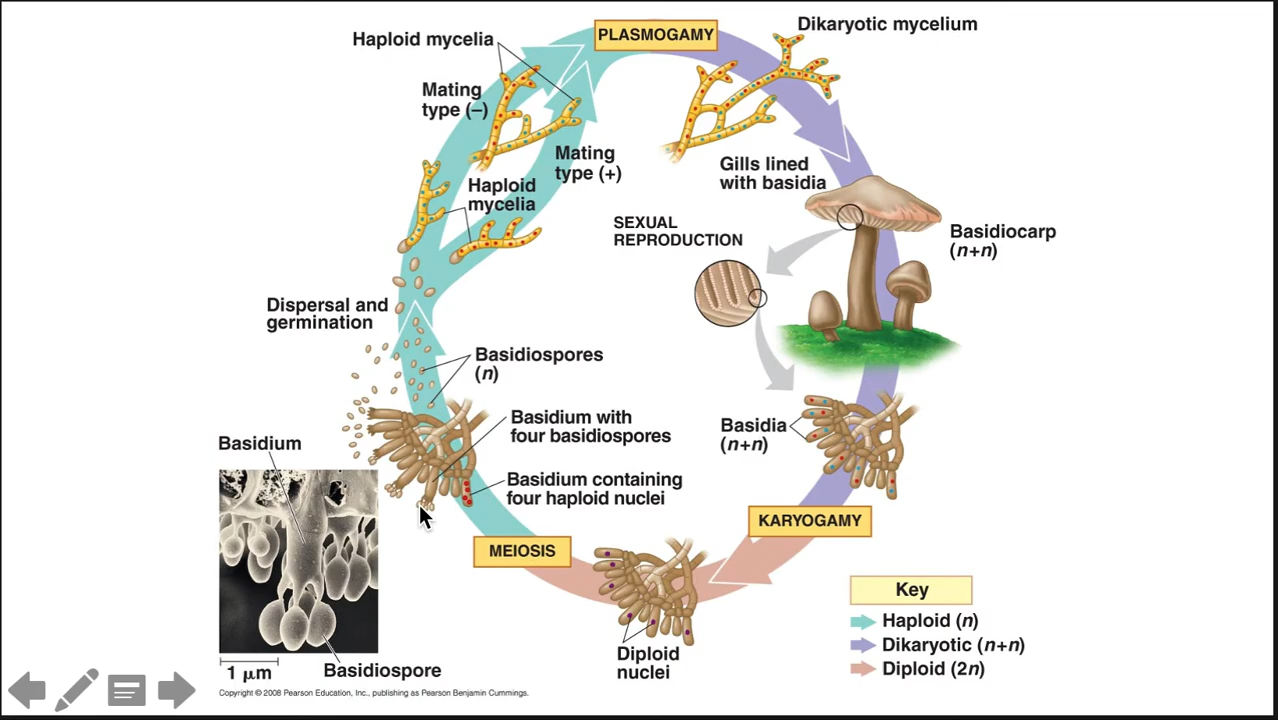 Haploid mycelia
PLASMOGAMY
Dikaryotic mycelium
Mating
type (–)
Mating
type (+)
Haploid
mycelia
Gills lined
with basidia
SEXUAL
REPRODUCTION
Basidiocarp
(n+n)
Dispersal and
germination
Basidiospores
(n)
Basidium with
four basidiospores
Basidium
Basidium containing
four haploid nuclei
Basidia
(n+n)
KARYOGAMY
MEIOSIS
Diploid
nuclei
Key
Haploid (n)
Dikaryotic (n+n)
Diploid (2n)
1 µm
Basidiospore
Copyright © 2008 Pearson Education, Inc., publishing as Pearson Benjamin Cummings.